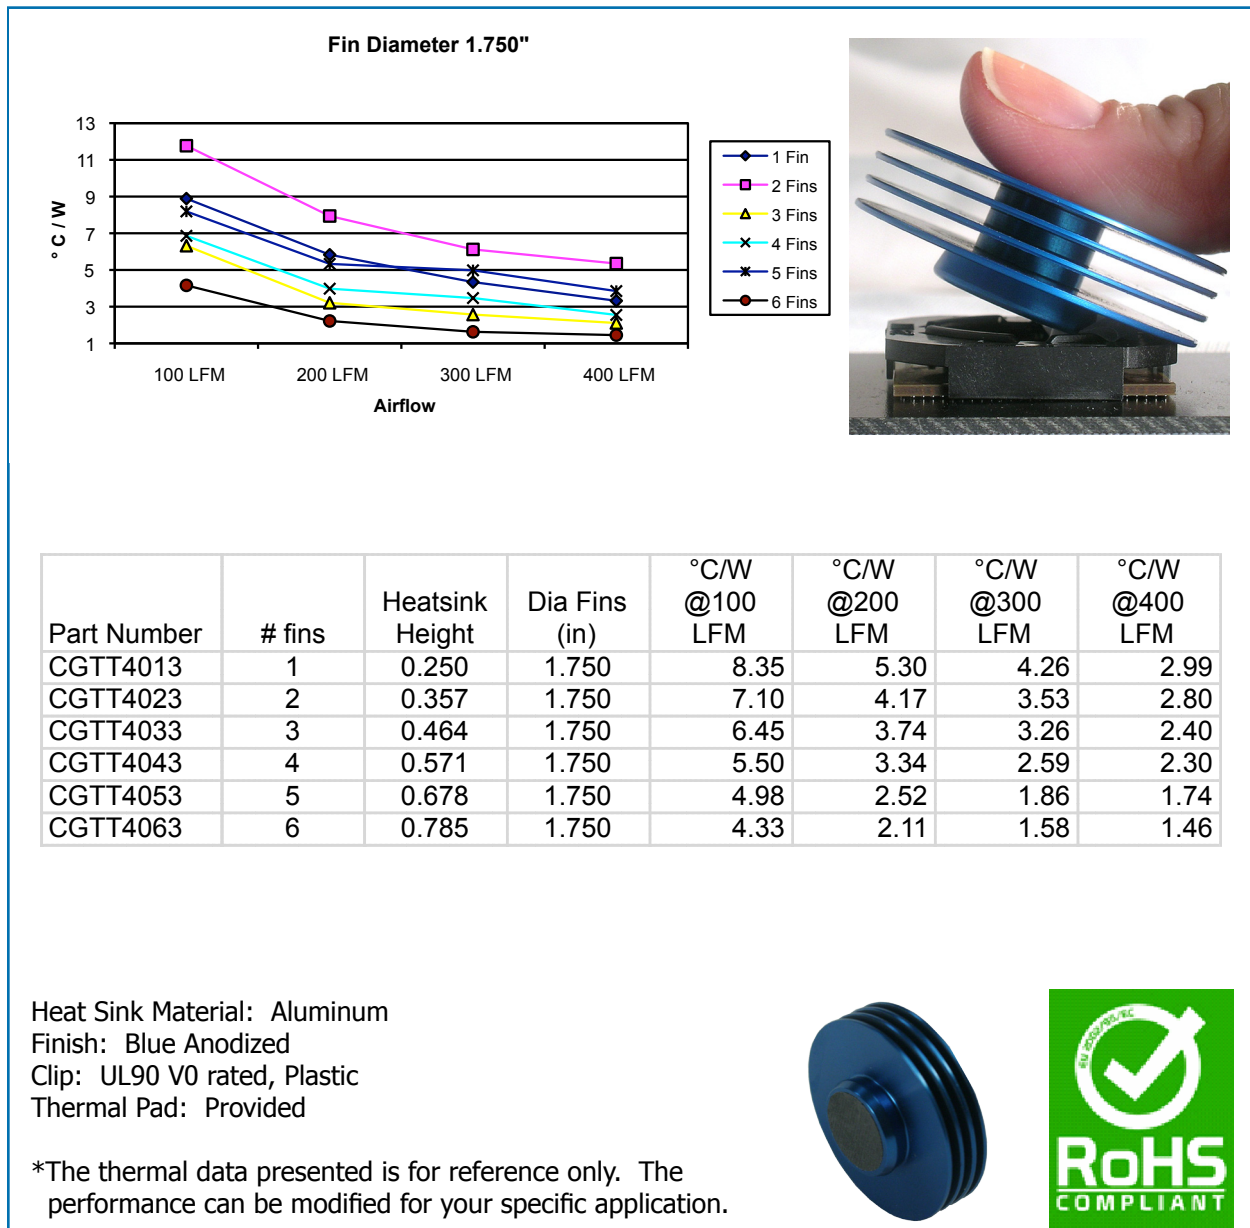 Fin Diameter 1.750"
13
11
9
7
5
3
1
° C / W
100 LFM 200 LFM 300 LFM 400 LFM
Airflow
1 Fin
2 Fins
3 Fins
4 Fins
5 Fins
6 Fins
Part Number # fins Heatsink Height Dia Fins (in) °C/W @100 LFM °C/W @200 LFM °C/W @300 LFM °C/W @400 LFM
CGTT4013 1 0.250 1.750 8.35 5.30 4.26 2.99
CGTT4023 2 0.357 1.750 7.10 4.17 3.53 2.80
CGTT4033 3 0.464 1.750 6.45 3.74 3.26 2.40
CGTT4043 4 0.571 1.750 5.50 3.34 2.59 2.30
CGTT4053 5 0.678 1.750 4.98 2.52 1.86 1.74
CGTT4063 6 0.785 1.750 4.33 2.11 1.58 1.46
Heat Sink Material: Aluminum
Finish: Blue Anodized
Clip: UL90 V0 rated, Plastic
Thermal Pad: Provided
*The thermal data presented is for reference only. The
performance can be modified for your specific application.
EU 2002/95/EC
RoHS
COMPLIANT